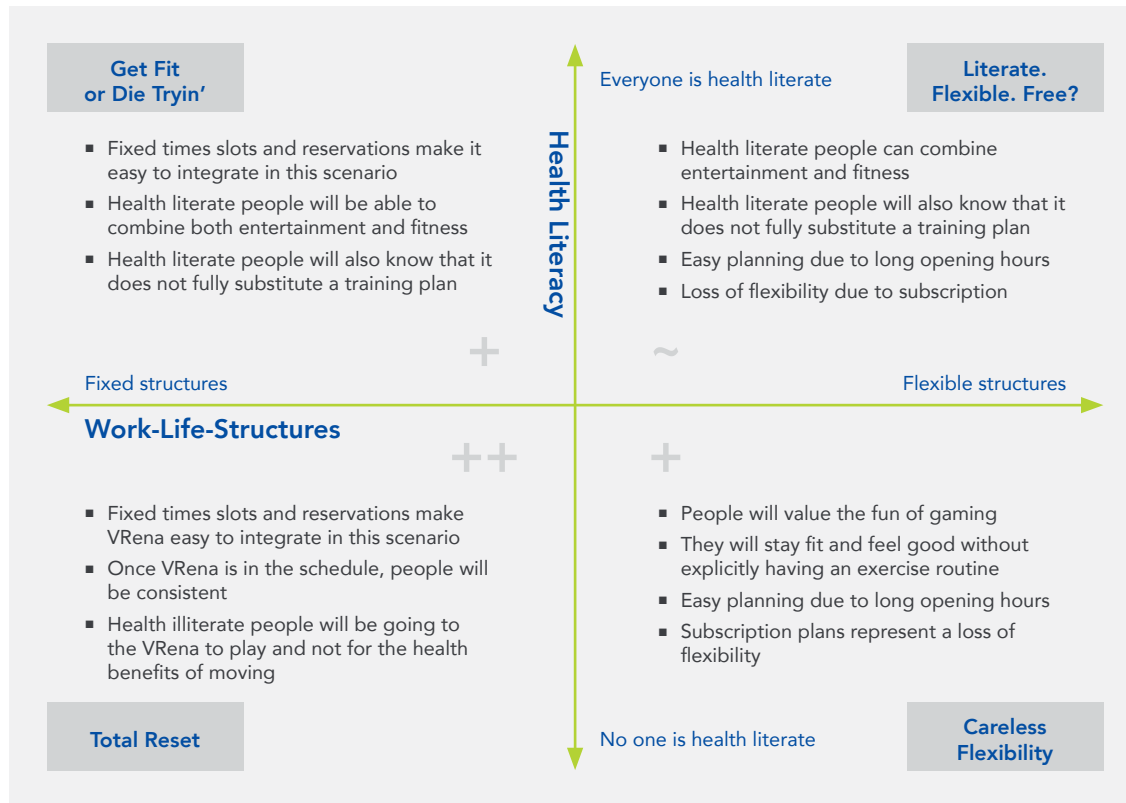 Get Fit
or Die Tryin’
Everyone is health literate
Literate.
Flexible. Free?
Health Literacy
▪ Fixed times slots and reservations make it
easy to integrate in this scenario
▪ Health literate people will be able to
combine both entertainment and fitness
▪ Health literate people will also know that it
does not fully substitute a training plan
▪ Health literate people can combine
entertainment and fitness
▪ Health literate people will also know that it
does not fully substitute a training plan
▪ Easy planning due to long opening hours
▪ Loss of flexibility due to subscription
+
~
Fixed structures
Flexible structures
Work-Life-Structures
++
+
▪ Fixed times slots and reservations make
VRena easy to integrate in this scenario
▪ Once VRena is in the schedule, people will
be consistent
▪ Health illiterate people will be going to
the VRena to play and not for the health
benefits of moving
▪ People will value the fun of gaming
▪ They will stay fit and feel good without
explicitly having an exercise routine
▪ Easy planning due to long opening hours
▪ Subscription plans represent a loss of
flexibility
Total Reset
No one is health literate
Careless
Flexibility